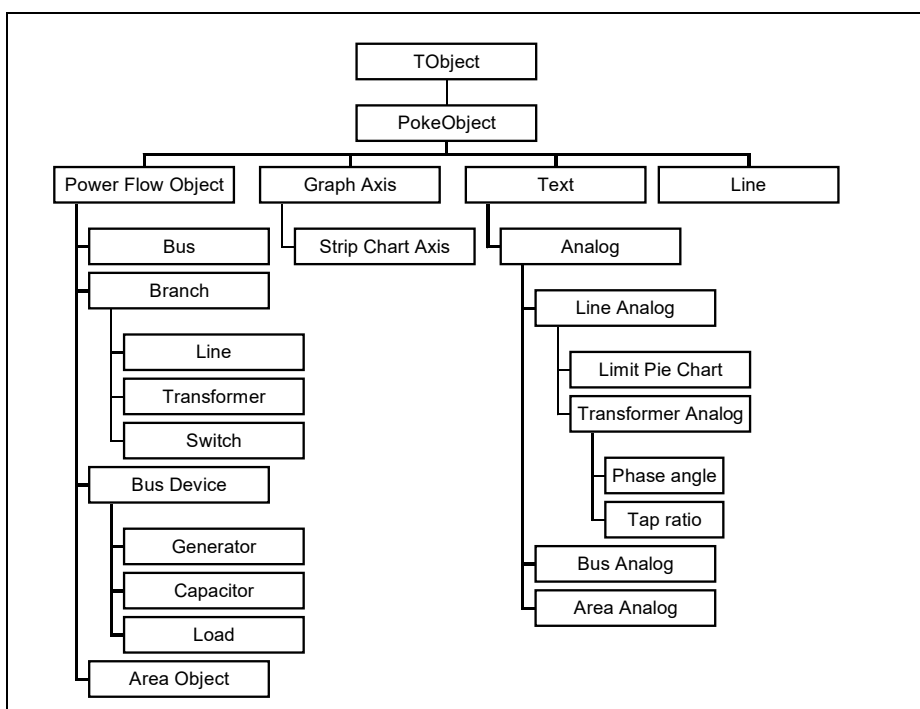 TObject
PokeObject
Power Flow Object
Graph Axis
Text
Line
Bus
Strip Chart Axis
Analog
Branch
Line Analog
Line
Limit Pie Chart
Transformer
Transformer Analog
Switch
Phase angle
Bus Device
Tap ratio
Generator
Bus Analog
Capacitor
Area Analog
Load
Area Object